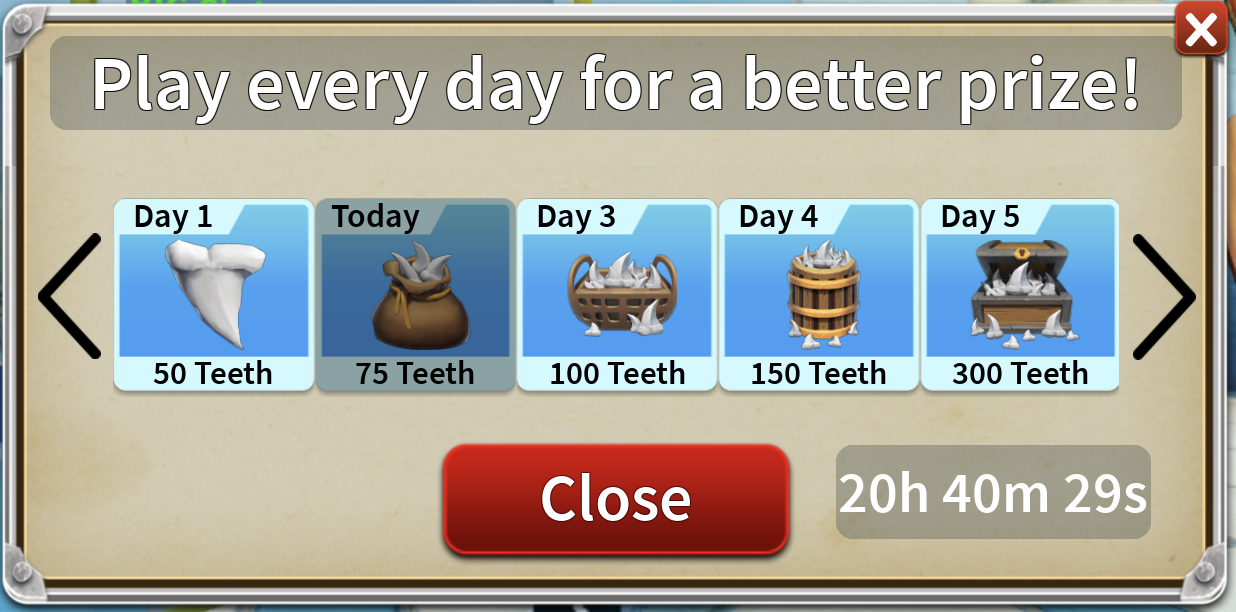 Play every day for a better prize!
Day 1
Today
Day 3
Day 4
Day 5
50 Teeth
75 Teeth
100 Teeth
150 Teeth
300 Teeth
Close
20h 40m 29s